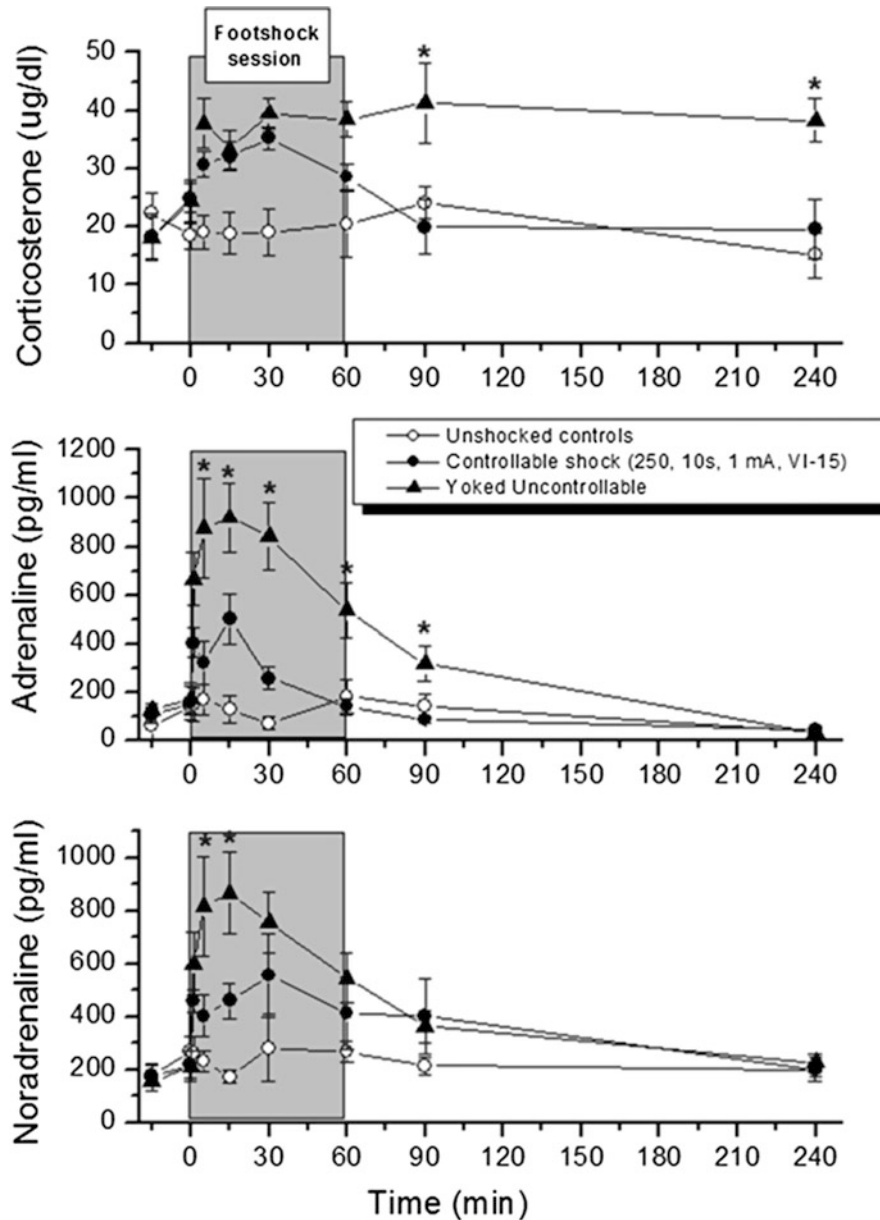 Footshock
session
Corticosterone (ug/dl)
50
40
30
20
10
0
* *
0 30 60 90 120 150 180 210 240
Unshocked controls
Controllable shock (250, 10s, 1 mA, VI-15)
Yoked Uncontrollable
Adrenaline (pg/ml)
1200
1000
800
600
400
200
0
* * * * *
0 30 60 90 120 150 180 210 240
Noradrenaline (pg/ml)
1000
800
600
400
200
0
* *
0 30 60 90 120 150 180 210 240
Time (min)